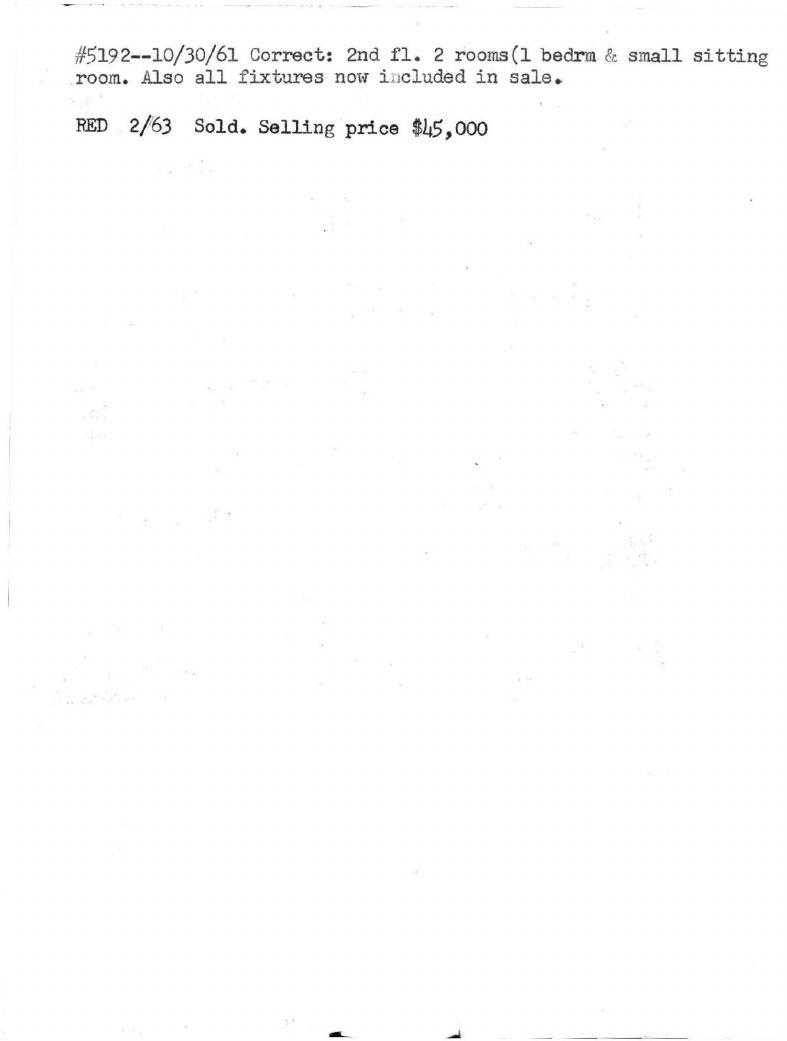 #5192--10/30/61 Correct: 2nd fl. 2 rooms(1 bedrm & small sitting
room. Also all fixtures now included in sale.
RED 2/63 Sold. Selling price $45,000